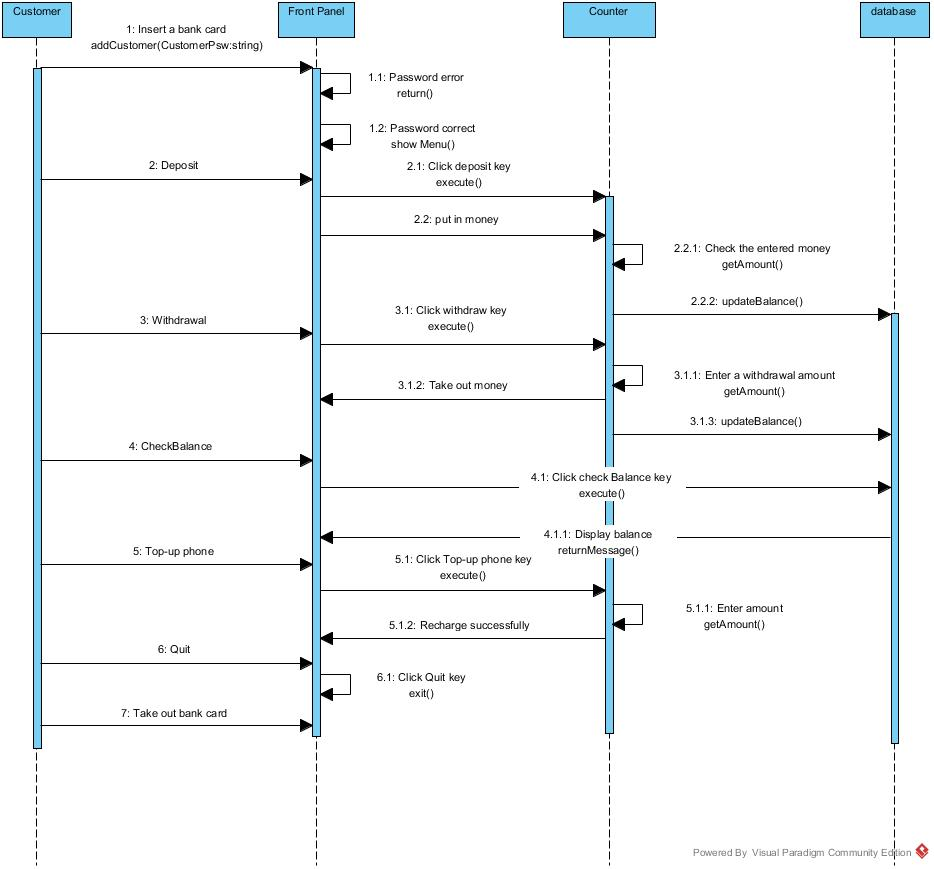 Customer
Front Panel
Counter
database
1: Insert a bank card
addCustomer(CustomerPsw:string)
1.1: Password error
return()
1.2: Password correct
show Menu()
2: Deposit
2.1: Click deposit key
execute()
2.2: put in money
2.2.1: Check the entered money
getAmount()
2.2.2: updateBalance()
3: Withdrawal
3.1: Click withdraw key
execute()
3.1.1: Enter a withdrawal amount
getAmount()
3.1.2: Take out money
3.1.3: updateBalance()
4: CheckBalance
4.1: Click check Balance key
execute()
4.1.1: Display balance
returnMessage()
5: Top-up phone
5.1: Click Top-up phone key
execute()
5.1.1: Enter amount
getAmount()
5.1.2: Recharge successfully
6: Quit
6.1: Click Quit key
exit()
7: Take out bank card
Powered By Visual Paradigm Community Edition